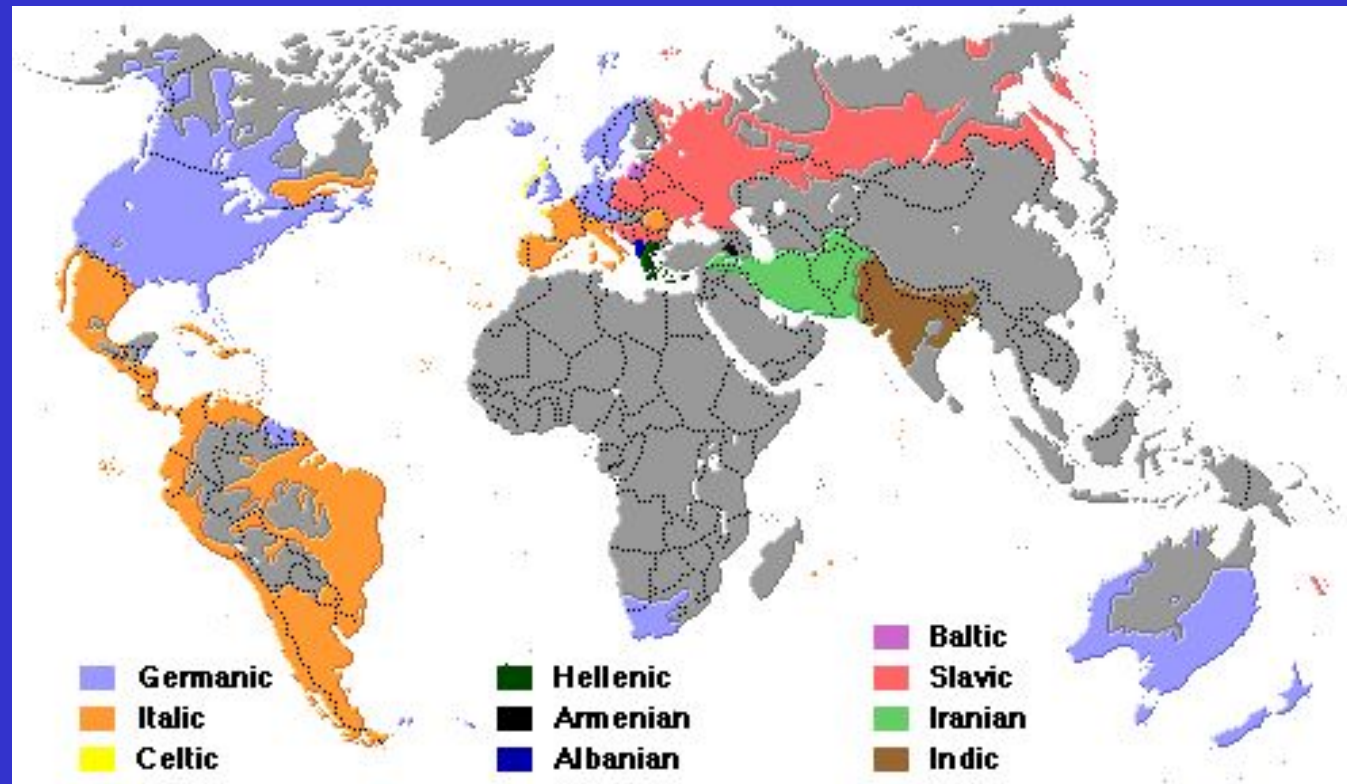 Germanic
Italic
Celtic
Hellenic
Armenian
Albanian
Baltic
Slavic
Iranian
Indic